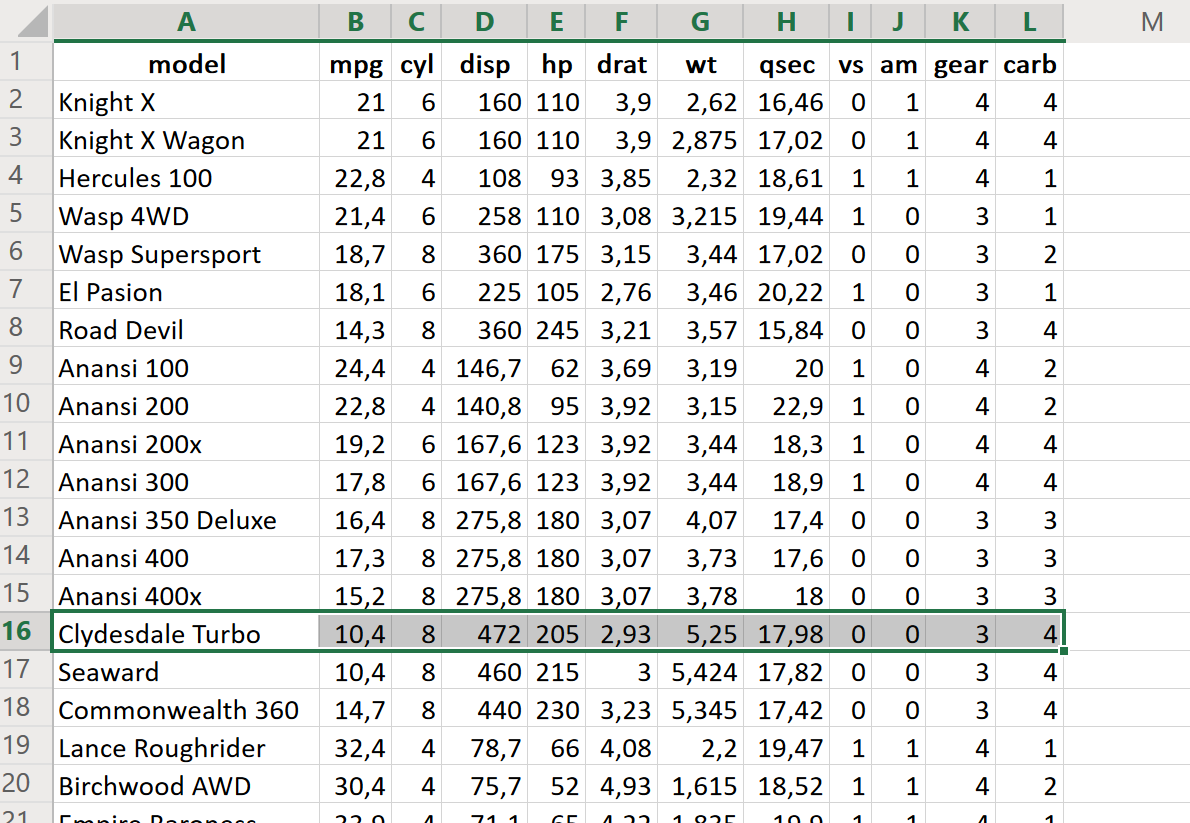 A B C D E F G H I J K L M
1 model mpg cyl disp hp drat wt qsec vs am gear carb
2 Knight X 21 6 160 110 3,9 2,62 16,46 0 1 4 4
3 Knight X Wagon 21 6 160 110 3,9 2,875 17,02 0 1 4 4
4 Hercules 100 22,8 4 108 93 3,85 2,32 18,61 1 1 4 1
5 Wasp 4WD 21,4 6 258 110 3,08 3,215 19,44 1 0 3 1
6 Wasp Supersport 18,7 8 360 175 3,15 3,44 17,02 0 0 3 2
7 El Pasion 18,1 6 225 105 2,76 3,46 20,22 1 0 3 1
8 Road Devil 14,3 8 360 245 3,21 3,57 15,84 0 0 3 4
9 Anansi 100 24,4 4 146,7 62 3,69 3,19 20 1 0 4 2
10 Anansi 200 22,8 4 140,8 95 3,92 3,15 22,9 1 0 4 2
11 Anansi 200x 19,2 6 167,6 123 3,92 3,44 18,3 1 0 4 4
12 Anansi 300 17,8 6 167,6 123 3,92 3,44 18,9 1 0 4 4
13 Anansi 350 Deluxe 16,4 8 275,8 180 3,07 4,07 17,4 0 0 3 3
14 Anansi 400 17,3 8 275,8 180 3,07 3,73 17,6 0 0 3 3
15 Anansi 400x 15,2 8 275,8 180 3,07 3,78 18 0 0 3 3
16 Clydesdale Turbo 10,4 8 472 205 2,93 5,25 17,98 0 0 3 4
17 Seaward 10,4 8 460 215 3 5,424 17,82 0 0 3 4
18 Commonwealth 360 14,7 8 440 230 3,23 5,345 17,42 0 0 3 4
19 Lance Roughrider 32,4 4 78,7 66 4,08 2,2 19,47 1 1 4 1
20 Birchwood AWD 30,4 4 75,7 52 4,93 1,615 18,52 1 1 4 2
21 Empire Baroness 33,9 4 71,1 65 4,22 1,835 19,9 1 1 4 1